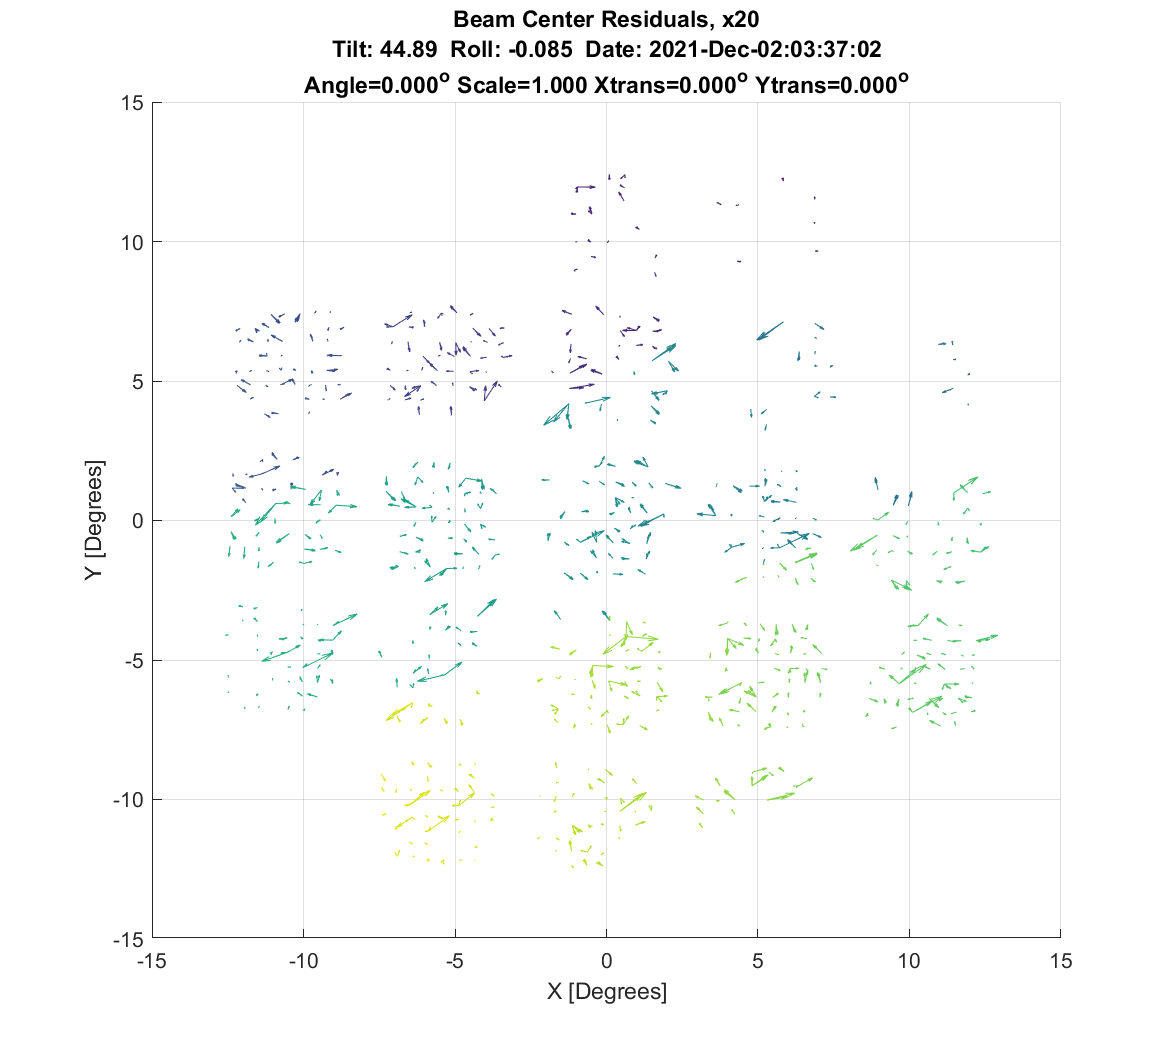 Beam Center Residuals, x20
Tilt: 44.89  Roll: -0.085  Date: 2021-Dec-02:03:37:02
Angle=0.000° Scale=1.000 Xtrans=0.000° Ytrans=0.000°
15
10
5
0
-5
-10
-15
Y [Degrees]
-15 -10 -5 0 5 10 15
X [Degrees]